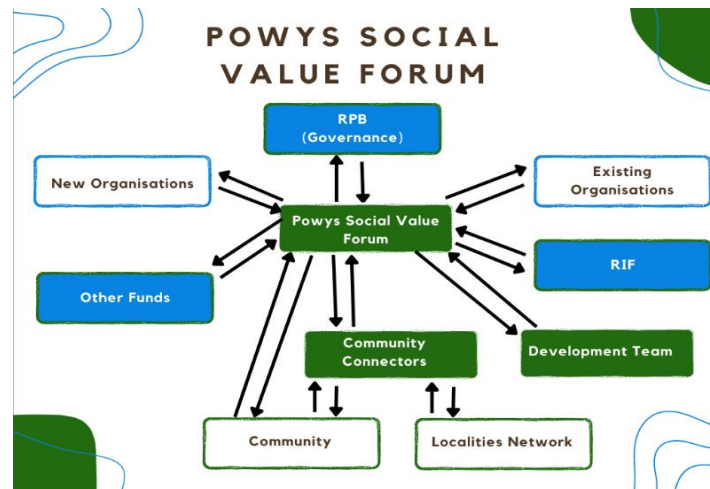 POWYS SOCIAL
VALUE FORUM
RPB
(Governance)
New Organisations
Existing
Organisations
Powys Social Value
Forum
RIF
Other Funds
Community
Connectors
Development Team
Community
Localities Network